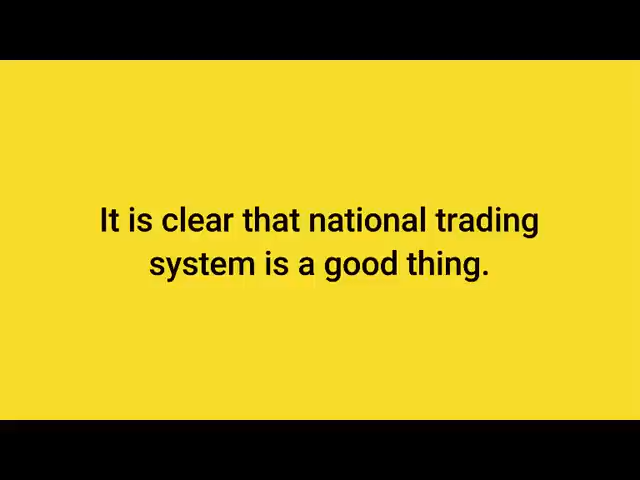 It is clear that national trading
system is a good thing.